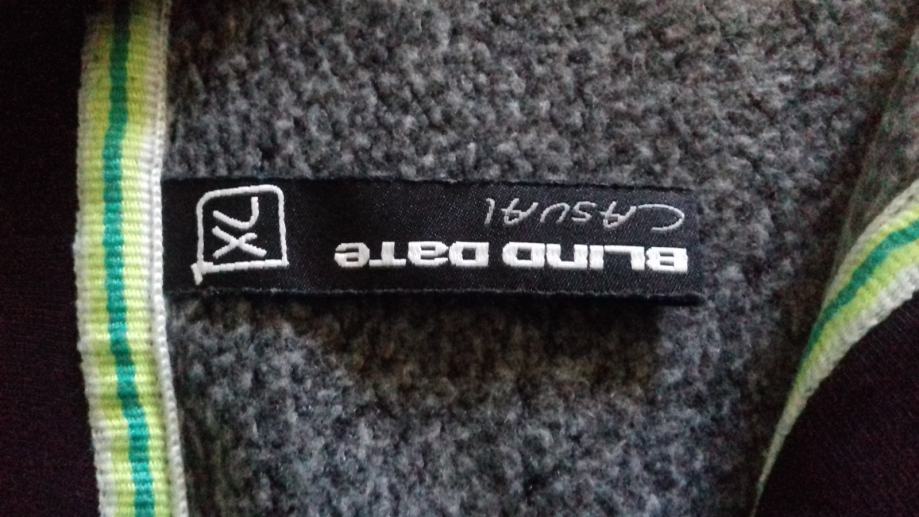 BLIND DaTe
CASUAL
XL